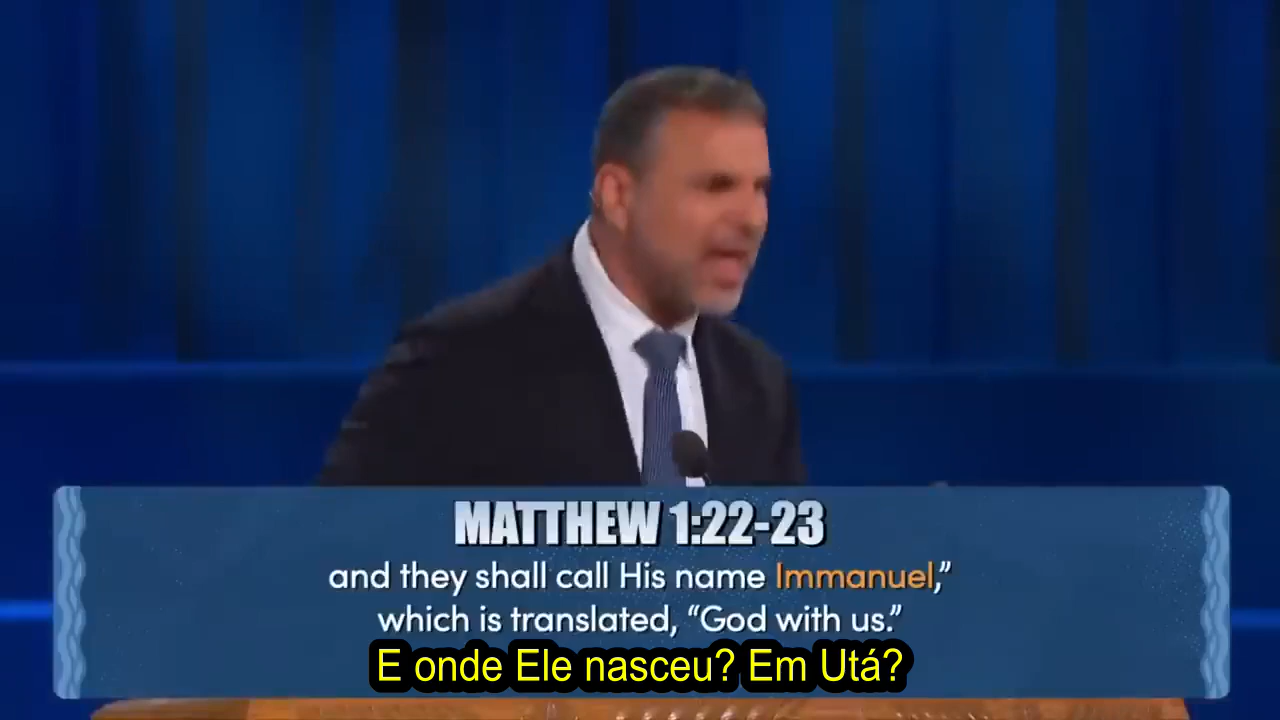 MATTHEW 1:22-23
and they shall call His name Immanuel,”
which is translated, “God with us.”
E onde Ele nasceu? Em Utá?